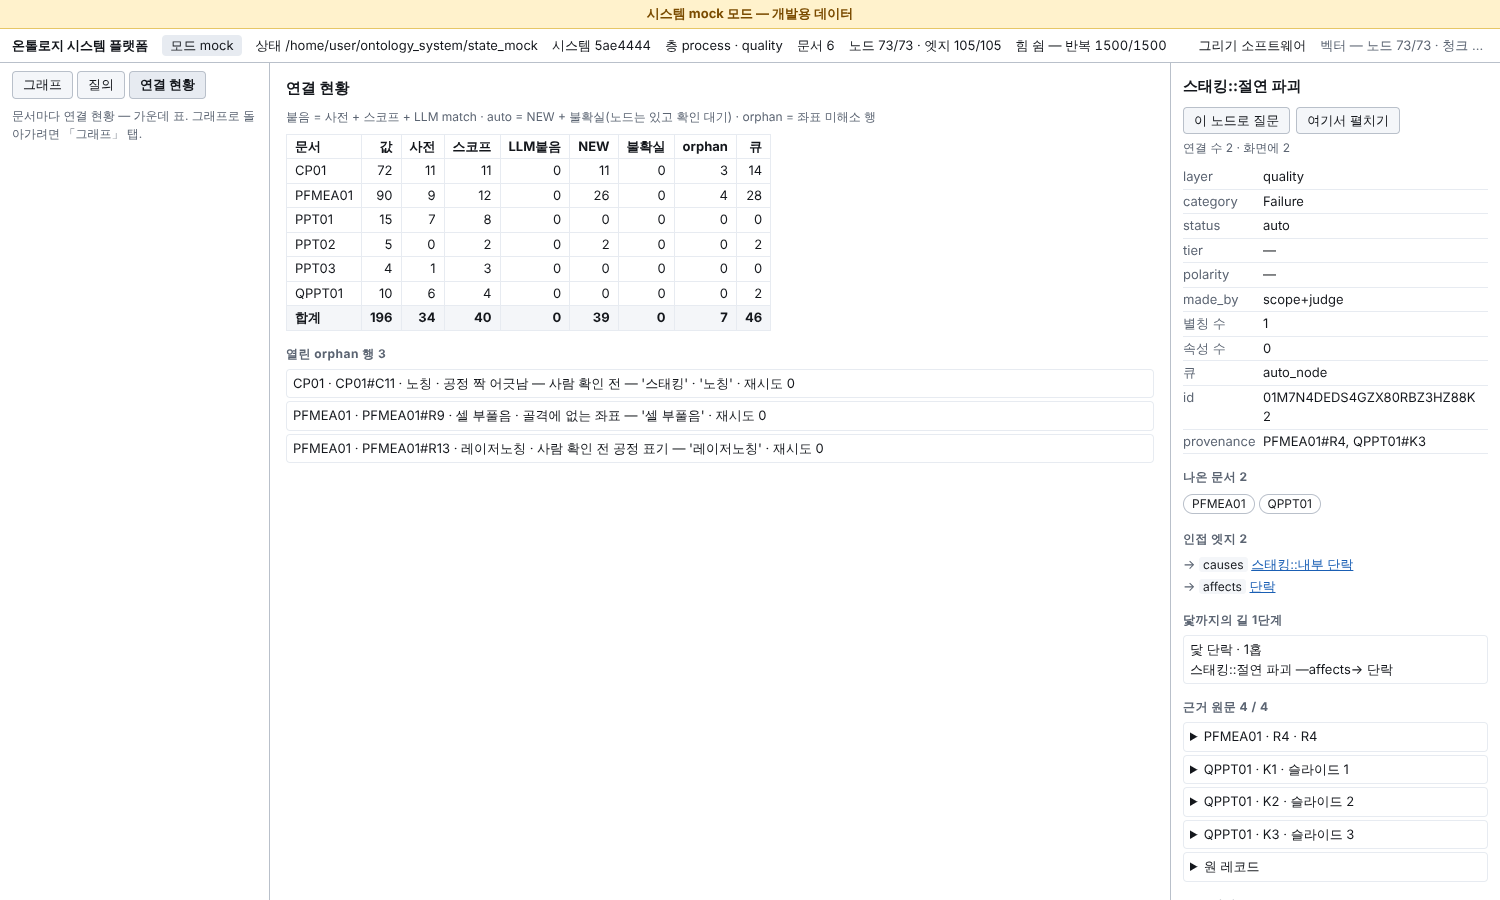 시스템 mock 모드 — 개발용 데이터
온톨로지 시스템 플랫폼 모드 mock 상태 /home/user/ontology_system/state_mock 시스템 5ae4444 층 process · quality 문서 6 노드 73/73 · 엣지 105/105 힘 쉼 — 반복 1500/1500 그리기 소프트웨어 벡터 — 노드 73/73 · 청크 ...
그래프 질의 연결 현황
문서마다 연결 현황 — 가운데 표. 그래프로 돌
아가려면 「그래프」 탭.
연결 현황
붙음 = 사전 + 스코프 + LLM match · auto = NEW + 불확실(노드는 있고 확인 대기) · orphan = 좌표 미해소 행
문서 값 사전 스코프 LLM붙음 NEW 불확실 orphan 큐
CP01 72 11 11 0 11 0 3 14
PFMEA01 90 9 12 0 26 0 4 28
PPT01 15 7 8 0 0 0 0 0
PPT02 5 0 2 0 2 0 0 2
PPT03 4 1 3 0 0 0 0 0
QPPT01 10 6 4 0 0 0 0 2
합계 196 34 40 0 39 0 7 46
열린 orphan 행 3
CP01 · CP01#C11 · 노칭 · 공정 짝 어긋남 — 사람 확인 전 — '스태킹' · '노칭' · 재시도 0
PFMEA01 · PFMEA01#R9 · 셀 부풀음 · 골격에 없는 좌표 — '셀 부풀음' · 재시도 0
PFMEA01 · PFMEA01#R13 · 레이저노칭 · 사람 확인 전 공정 표기 — '레이저노칭' · 재시도 0
스태킹::절연 파괴
이 노드로 질문 여기서 펼치기
연결 수 2 · 화면에 2
layer quality
category Failure
status auto
tier —
polarity —
made_by scope+judge
별칭 수 1
속성 수 0
큐 auto_node
id 01M7N4DEDS4GZX80RBZ3HZ88K
2
provenance PFMEA01#R4, QPPT01#K3
나온 문서 2
PFMEA01 QPPT01
인접 엣지 2
→ causes 스태킹::내부 단락
→ affects 단락
닻까지의 길 1단계
닻 단락 · 1홉
스태킹::절연 파괴 —affects→ 단락
근거 원문 4 / 4
▶ PFMEA01 · R4 · R4
▶ QPPT01 · K1 · 슬라이드 1
▶ QPPT01 · K2 · 슬라이드 2
▶ QPPT01 · K3 · 슬라이드 3
▶ 원 레코드